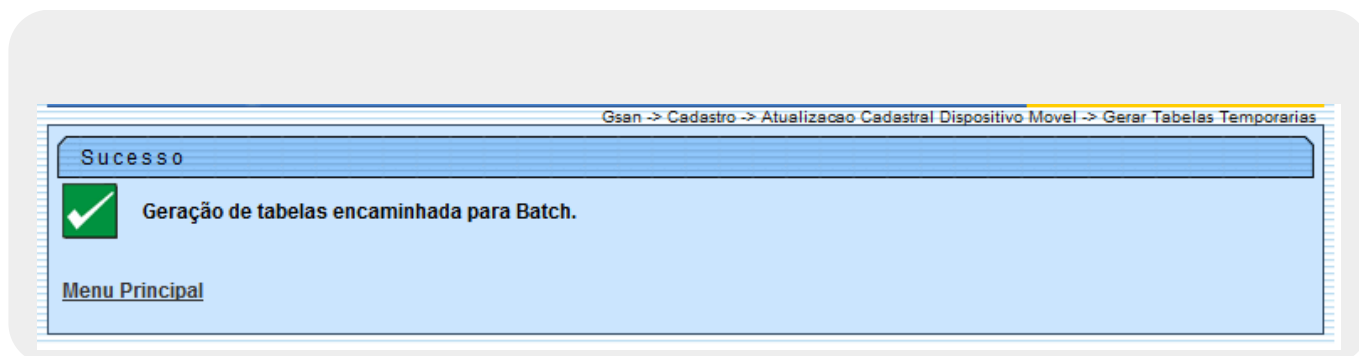 Gsan -> Cadastro -> Atualizacao Cadastral Dispositivo Movel -> Gerar Tabelas Temporarias
Sucesso
Geração de tabelas encaminhada para Batch.
Menu Principal